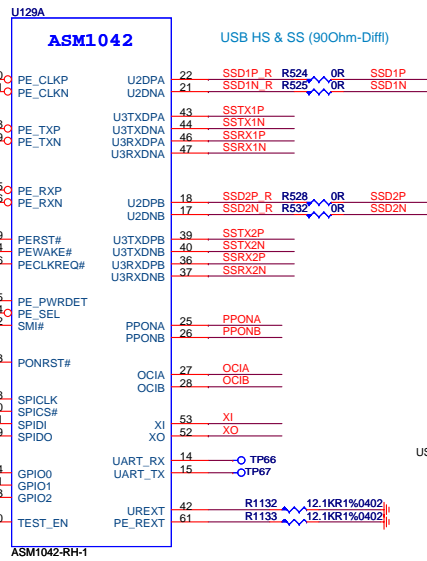 U129A
ASM1042
USB HS & SS (90Ohm-Diffl)
PE_CLKP U2DPA 22 SSD1P_R R524 0R SSD1P
PE_CLKN U2DNA 21 SSD1N_R R525 0R SSD1N
U3TXDPA 43 SSTX1P
PE_TXP U3TXDNA 44 SSTX1N
PE_TXN U3RXDPA 46 SSRX1P
U3RXDNA 47 SSRX1N
PE_RXP
PE_RXN U2DPB 18 SSD2P_R R528 0R SSD2P
U2DNB 17 SSD2N_R R532 0R SSD2N
PERST# U3TXDPB 39 SSTX2P
PEWAKE# U3TXDNB 40 SSTX2N
PECLKREQ# U3RXDPB 36 SSRX2P
U3RXDNB 37 SSRX2N
PE_PWRDET
PE_SEL
SMI# PPONA 25 PPONA
PPONB 26 PPONB
PONRST#
OCIA 27 OCIA
OCIB 28 OCIB
SPICLK
SPICS#
SPIDI XI 53 XI
SPIDO XO 52 XO
UART_RX 14 TP66
GPIO0 UART_TX 15 TP67
GPIO1
GPIO2
UREXT 42 R1132 12.1KR1%0402
TEST_EN PE_REXT 61 R1133 12.1KR1%0402
ASM1042-RH-1